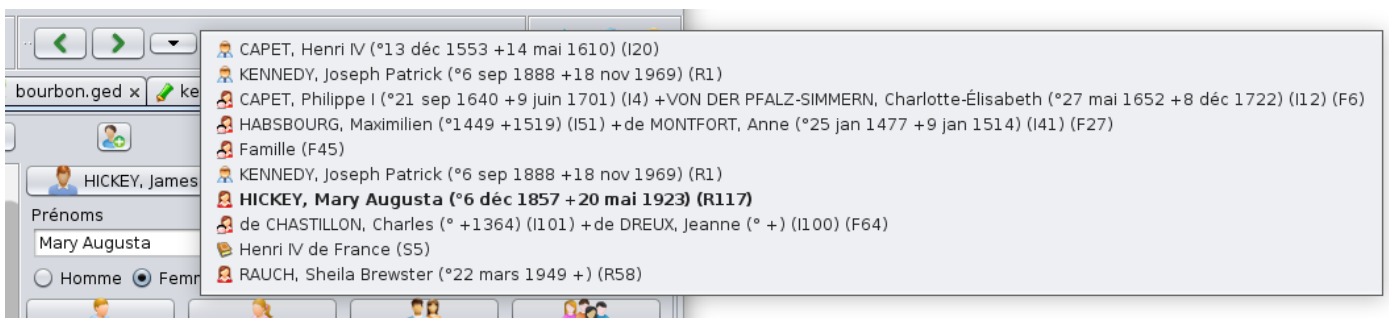 CAPET, Henri IV (°13 déc 1553 +14 mai 1610) (I20)
KENNEDY, Joseph Patrick (°6 sep 1888 +18 nov 1969) (R1)
bourbon.ged x ke
CAPET, Philippe I (°21 sep 1640 +9 juin 1701) (I4) +VON DER PFALZ-SIMMERN, Charlotte-Élisabeth (°27 mai 1652 +8 déc 1722) (I12) (F6)
HABSBOURG, Maximilien (°1449 +1519) (I51) +de MONTFORT, Anne (°25 jan 1477 +9 jan 1514) (I41) (F27)
Famille (F45)
HICKEY, James
KENNEDY, Joseph Patrick (°6 sep 1888 +18 nov 1969) (R1)
HICKEY, Mary Augusta (°6 déc 1857 +20 mai 1923) (R117)
Prénoms
de CHASTILLON, Charles (° +1364) (I101) +de DREUX, Jeanne (° +) (I100) (F64)
Mary Augusta
Henri IV de France (S5)
Homme Femm
RAUCH, Sheila Brewster (°22 mars 1949 +) (R58)